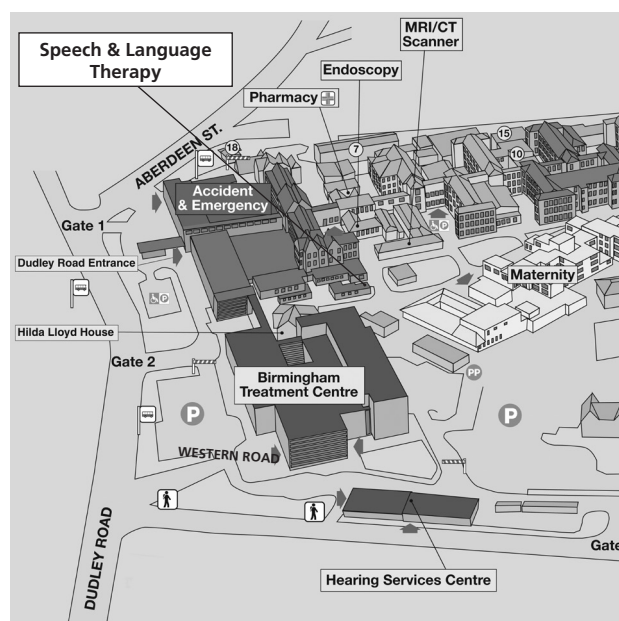 MRI/CT
Scanner
Speech & Language
Therapy
Endoscopy
Pharmacy
ABERDEEN ST.
18
7
15
10
Accident
& Emergency
Gate 1
P
Dudley Road Entrance
Maternity
P
Hilda Lloyd House
Gate 2
Birmingham
Treatment Centre
PP
P
P
WESTERN ROAD
DUDLEY ROAD
Gate
Hearing Services Centre